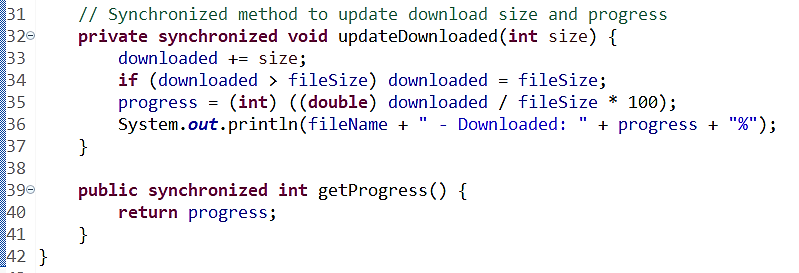 31    // Synchronized method to update download size and progress
32    private synchronized void updateDownloaded(int size) {
33        downloaded += size;
34        if (downloaded > fileSize) downloaded = fileSize;
35        progress = (int) ((double) downloaded / fileSize * 100);
36        System.out.println(fileName + " - Downloaded: " + progress + "%");
37    }
38
39    public synchronized int getProgress() {
40        return progress;
41    }
42 }